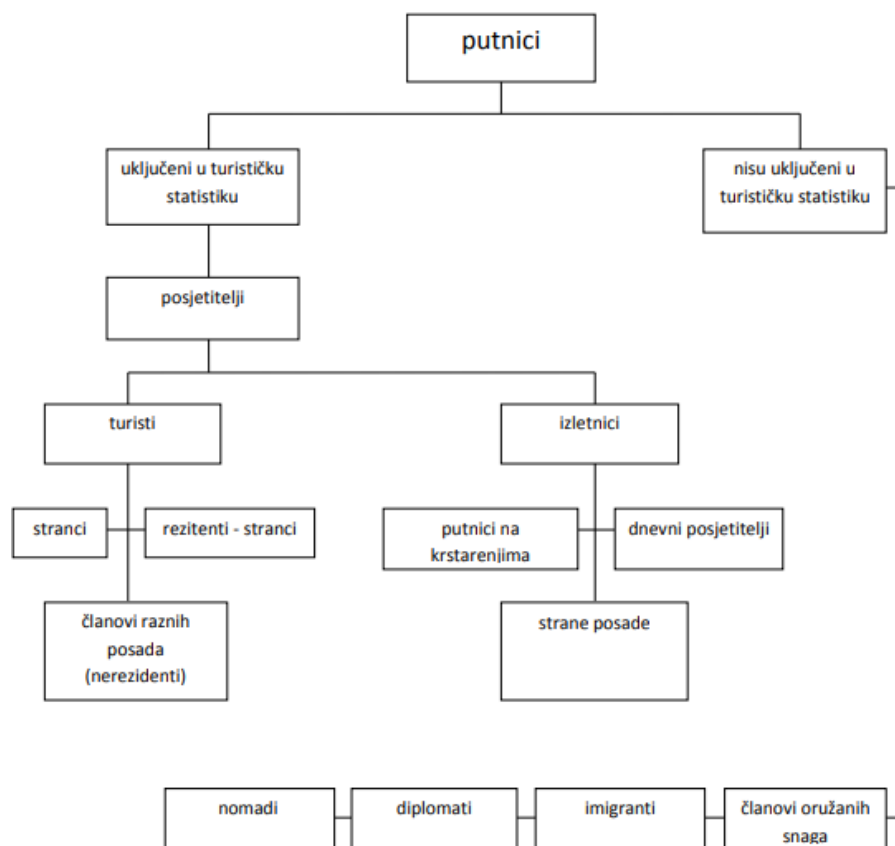 putnici
uključeni u turističku
statistiku
nisu uključeni u
turističku statistiku
posjetitelji
turisti
izletnici
stranci
rezitenti - stranci
putnici na
krstarenjima
dnevni posjetitelji
članovi raznih
posada
(nerezidenti)
strane posade
nomadi
diplomati
imigranti
članovi oružanih
snaga